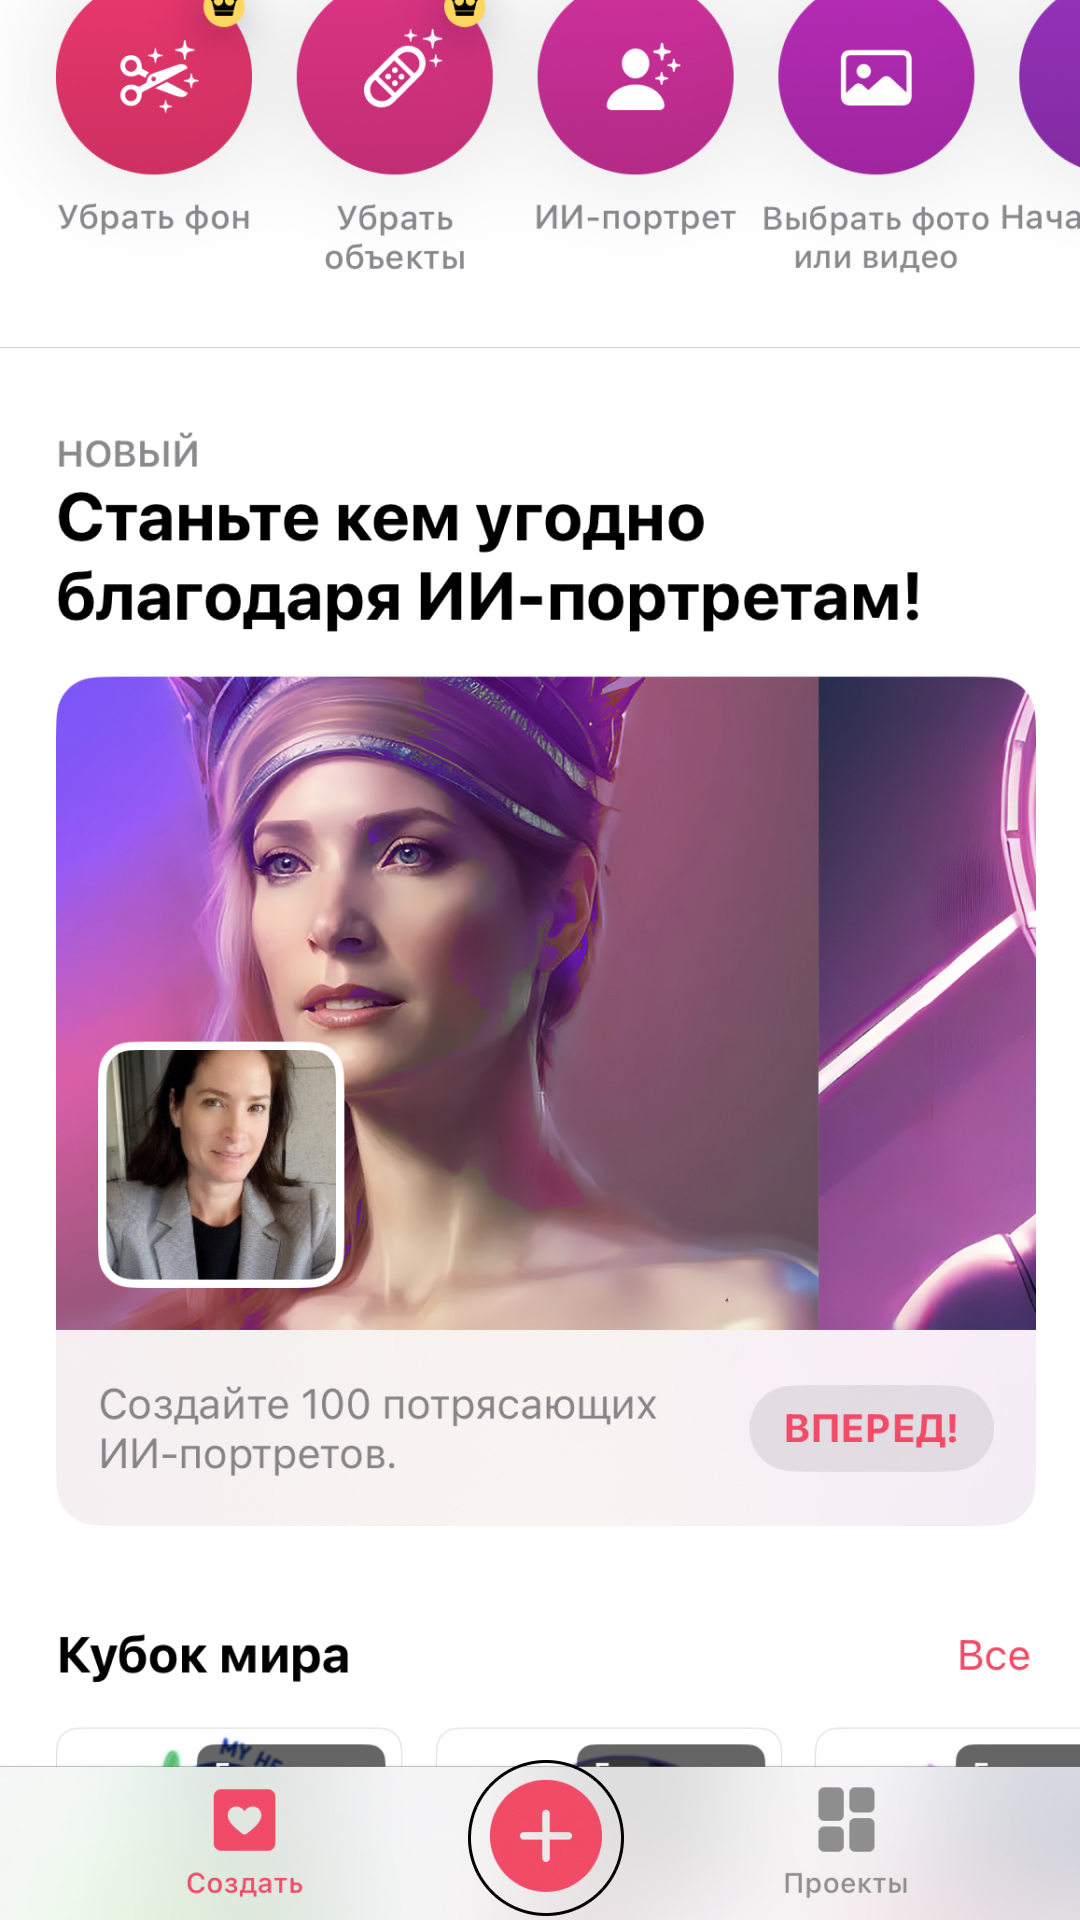 Убрать фон
Убрать
объекты
ИИ-портрет
Выбрать фото
или видео
НОВЫЙ
Станьте кем угодно
благодаря ИИ-портретам!
Создайте 100 потрясающих
ИИ-портретов.
ВПЕРЕД!
Кубок мира
Все
MY
Создать
Проекты